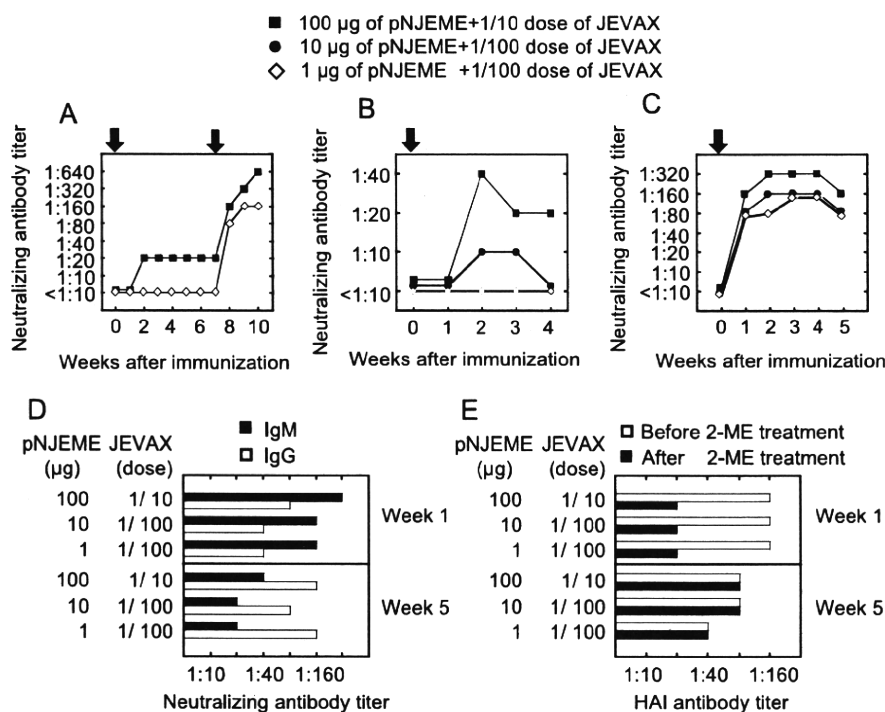 100 µg of pNJEME+1/10 dose of JEVAX
10 µg of pNJEME+1/100 dose of JEVAX
1 µg of pNJEME +1/100 dose of JEVAX
A
Neutralizing antibody titer
1:640
1:320
1:160
1:80
1:40
1:20
1:10
<1:10
0 2 4 6 8 10
Weeks after immunization
B
Neutralizing antibody titer
1:40
1:20
1:10
<1:10
0 1 2 3 4
Weeks after immunization
C
Neutralizing antibody titer
1:320
1:160
1:80
1:40
1:20
1:10
<1:10
0 1 2 3 4 5
Weeks after immunization
D
IgM
IgG
pNJEME JEVAX
(µg) (dose)
100 1/ 10
10 1/ 100
1 1/ 100
Week 1
100 1/ 10
10 1/ 100
1 1/ 100
Week 5
1:10 1:40 1:160
Neutralizing antibody titer
E
Before 2-ME treatment
After 2-ME treatment
pNJEME JEVAX
(µg) (dose)
100 1/ 10
10 1/ 100
1 1/ 100
Week 1
100 1/ 10
10 1/ 100
1 1/ 100
Week 5
1:10 1:40 1:160
HAI antibody titer